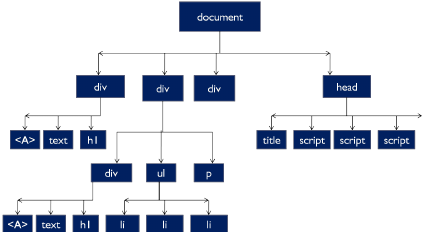 document
div div div head
<A> text h1 title script script script
div ul p
<A> text h1 li li li